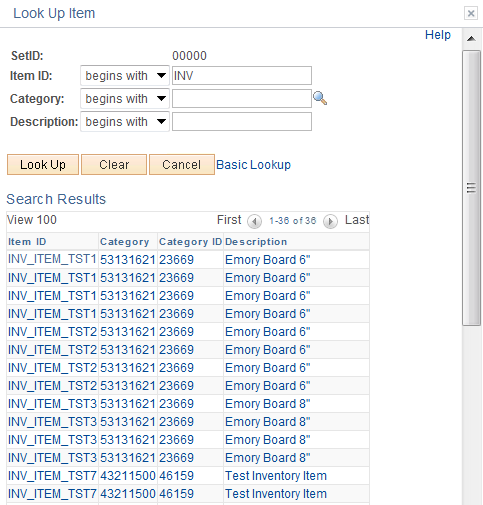 Look Up Item
Help
SetID: 00000
Item ID: begins with INV
Category: begins with
Description: begins with
Look Up Clear Cancel Basic Lookup
Search Results
View 100 First 1-36 of 36 Last
Item ID Category Category ID Description
INV_ITEM_TST1 53131621 23669 Emory Board 6"
INV_ITEM_TST1 53131621 23669 Emory Board 6"
INV_ITEM_TST1 53131621 23669 Emory Board 6"
INV_ITEM_TST1 53131621 23669 Emory Board 6"
INV_ITEM_TST2 53131621 23669 Emory Board 6"
INV_ITEM_TST2 53131621 23669 Emory Board 6"
INV_ITEM_TST2 53131621 23669 Emory Board 6"
INV_ITEM_TST2 53131621 23669 Emory Board 6"
INV_ITEM_TST3 53131621 23669 Emory Board 8"
INV_ITEM_TST3 53131621 23669 Emory Board 8"
INV_ITEM_TST3 53131621 23669 Emory Board 8"
INV_ITEM_TST3 53131621 23669 Emory Board 8"
INV_ITEM_TST7 43211500 46159 Test Inventory Item
INV_ITEM_TST7 43211500 46159 Test Inventory Item